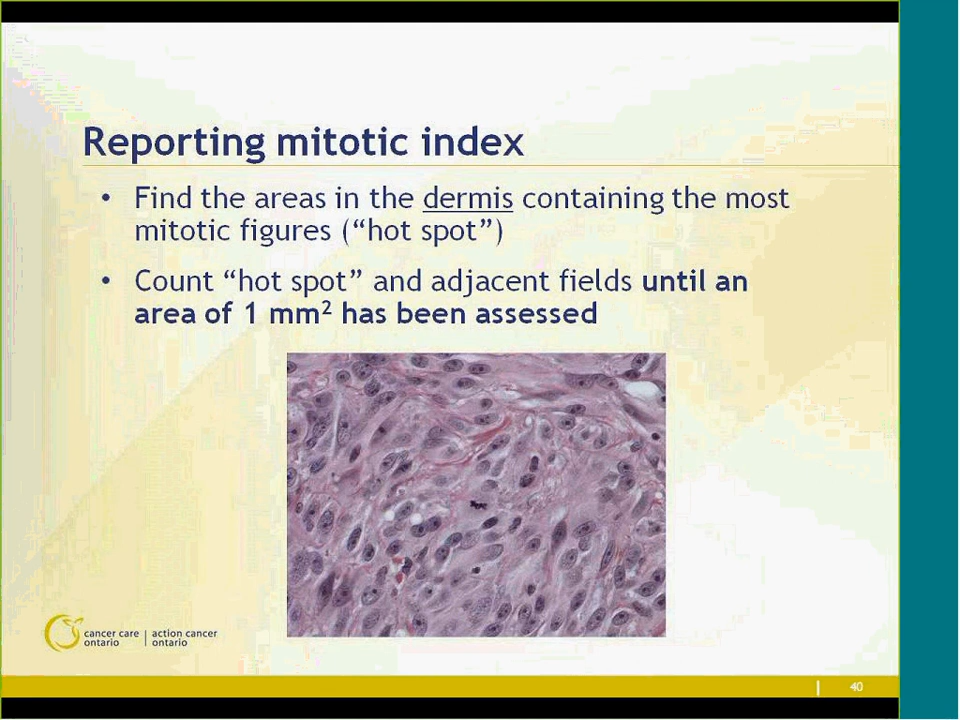 Reporting mitotic index
• Find the areas in the dermis containing the most
mitotic figures (“hot spot”)
• Count “hot spot” and adjacent fields until an
area of 1 mm² has been assessed
cancer care | action cancer
ontario | ontario
40